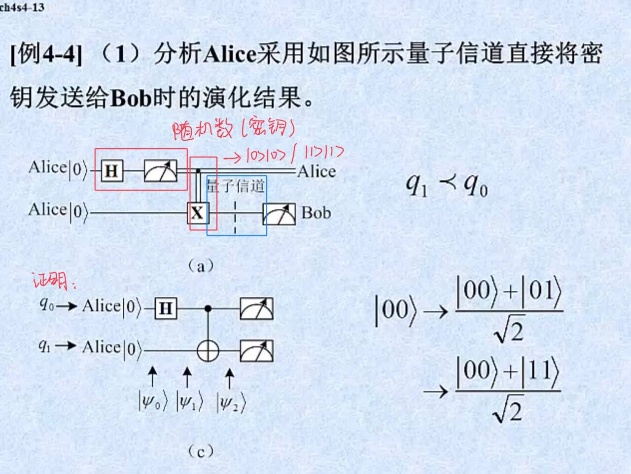 ch4s4-13
[例4-4]（1）分析Alice采用如图所示量子信道直接将密
钥发送给Bob时的演化结果。
随机数（密钥）
→ |0>|0> / |1>|1>
Alice|0⟩ H Alice
量子信道
Alice|0⟩ X Bob
q₁ ≺ q₀
（a）
证明:
q₀→ Alice|0⟩ H
q₁→ Alice|0⟩
|ψ₀⟩ |ψ₁⟩ |ψ₂⟩
（c）
|00⟩ → (|00⟩+|01⟩)/√2
→ (|00⟩+|11⟩)/√2